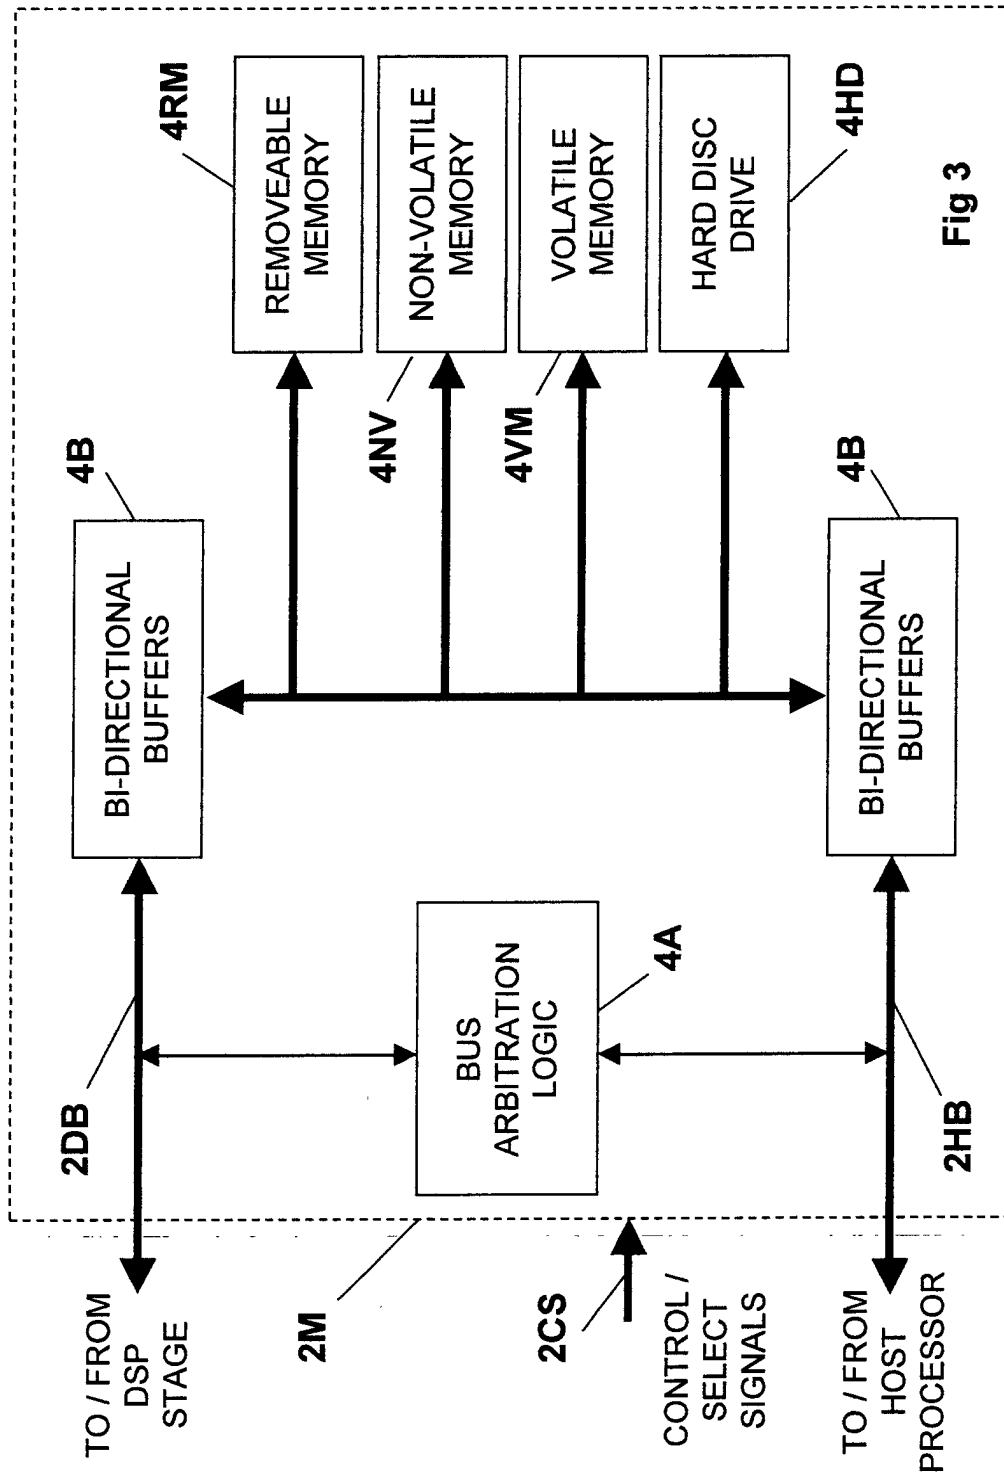 TO / FROM
DSP
STAGE
2DB
BI-DIRECTIONAL
BUFFERS
4B
4RM
REMOVEABLE
MEMORY
2M
BUS
ARBITRATION
LOGIC
4A
4NV
NON-VOLATILE
MEMORY
2CS
CONTROL /
SELECT
SIGNALS
4VM
VOLATILE
MEMORY
HARD DISC
DRIVE
4HD
TO / FROM
HOST
PROCESSOR
2HB
BI-DIRECTIONAL
BUFFERS
4B
Fig 3